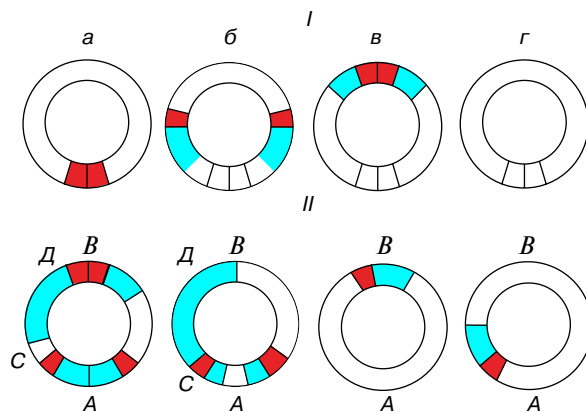 I
а б в г
II
Д В Д В В В
С С
А А А А